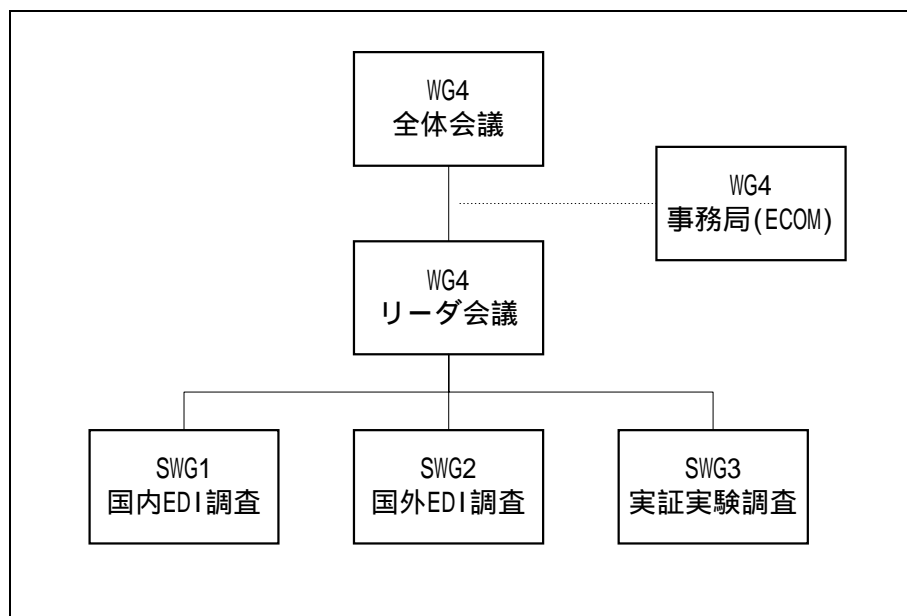 WG4
全体会議
WG4
事務局(ECOM)
WG4
リーダ会議
SWG1
国内EDI調査
SWG2
国外EDI調査
SWG3
実証実験調査